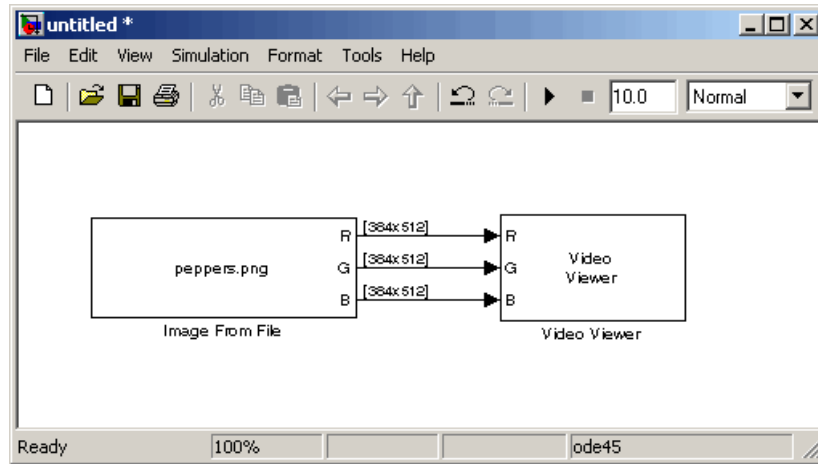 untitled *
File Edit View Simulation Format Tools Help
10.0 Normal
R [384x512] R
peppers.png G [384x512] G Video Viewer
B [384x512] B
Image From File Video Viewer
Ready 100% ode45